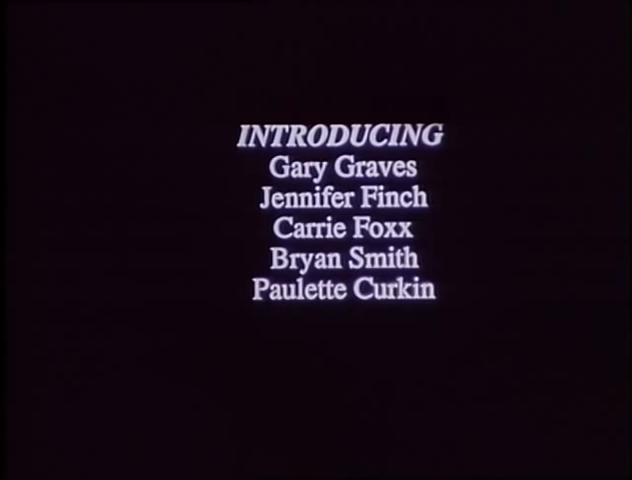 INTRODUCING
Gary Graves
Jennifer Finch
Carrie Foxx
Bryan Smith
Paulette Curkin